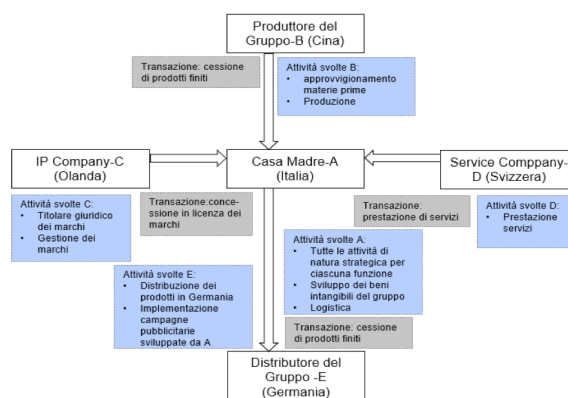 Produttore del
Gruppo-B (Cina)
Transazione: cessione
di prodotti finiti
Attività svolte B:
• approvvigionamento
materie prime
• Produzione
IP Company-C
(Olanda)
Casa Madre-A
(Italia)
Service Comppany-
D (Svizzera)
Attività svolte C:
• Titolare giuridico
dei marchi
• Gestione dei
marchi
Transazione:conce-
ssione in licenza dei
marchi
Transazione:
prestazione di servizi
Attività svolte D:
• Prestazione
servizi
Attività svolte E:
• Distribuzione dei
prodotti in Germania
• Implementazione
campagne
pubblicitarie
sviluppate da A
Attività svolte A:
• Tutte le attività di
natura strategica per
ciascuna funzione
• Sviluppo dei beni
intangibili del gruppo
• Logistica
Transazione: cessione
di prodotti finiti
Distributore del
Gruppo -E
(Germania)